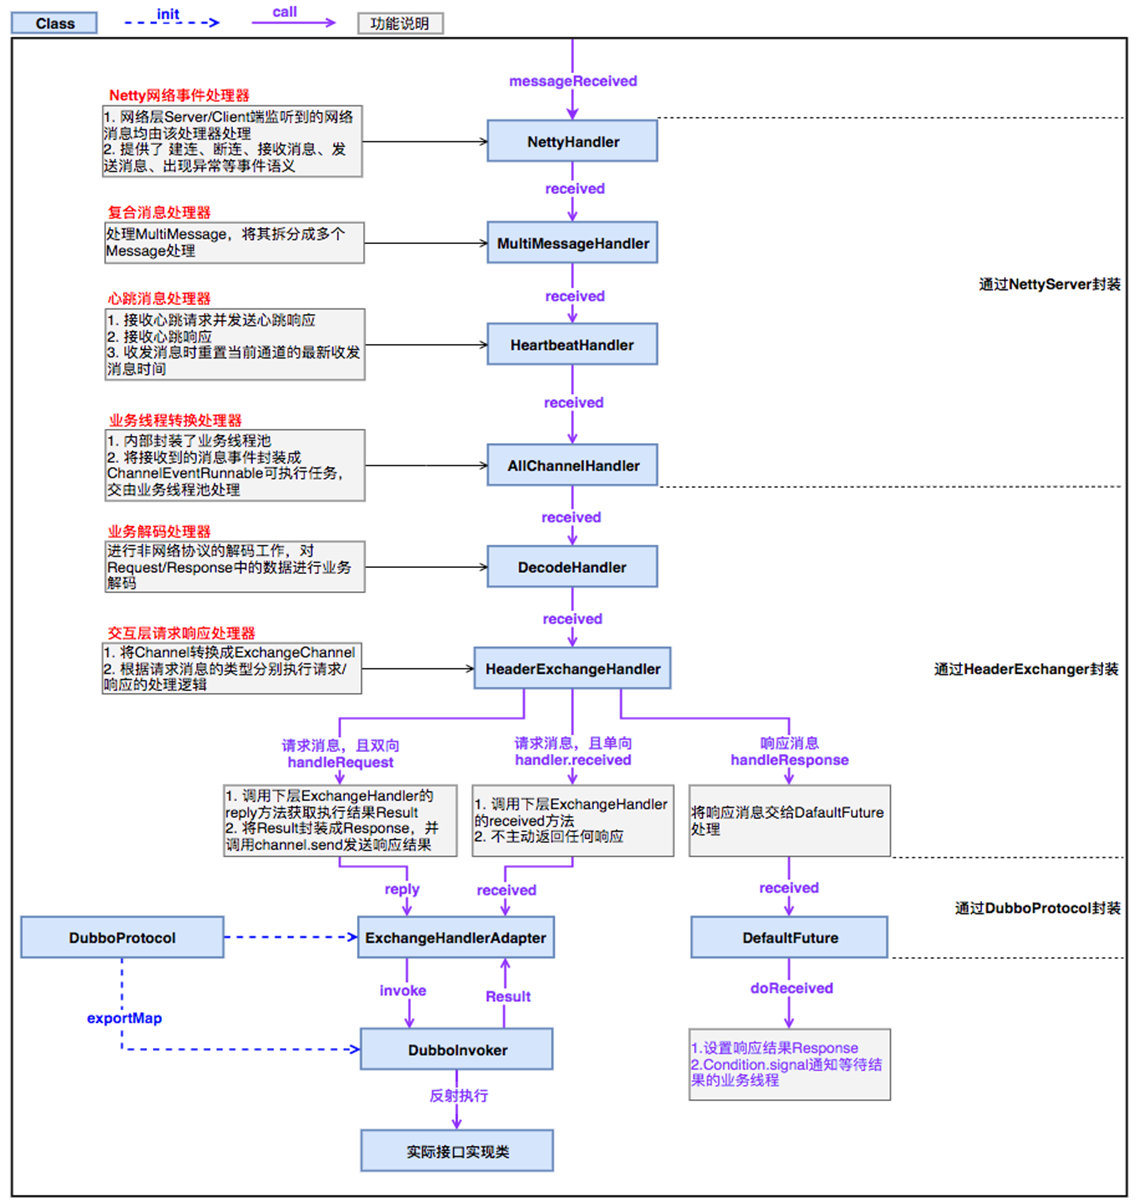 Class
init
call
功能说明
messageReceived
Netty网络事件处理器
1. 网络层Server/Client端监听到的网络
消息均由该处理器处理
2. 提供了 建连、断连、接收消息、发
送消息、出现异常等事件语义
NettyHandler
received
复合消息处理器
处理MultiMessage，将其拆分成多个
Message处理
MultiMessageHandler
通过NettyServer封装
received
心跳消息处理器
1. 接收心跳请求并发送心跳响应
2. 接收心跳响应
3. 收发消息时重置当前通道的最新收发
消息时间
HeartbeatHandler
received
业务线程转换处理器
1. 内部封装了业务线程池
2. 将接收到的消息事件封装成
ChannelEventRunnable可执行任务，
交由业务线程池处理
AllChannelHandler
received
业务解码处理器
进行非网络协议的解码工作，对
Request/Response中的数据进行业务
解码
DecodeHandler
received
交互层请求响应处理器
1. 将Channel转换成ExchangeChannel
2. 根据请求消息的类型分别执行请求/
响应的处理逻辑
HeaderExchangeHandler
通过HeaderExchanger封装
请求消息，且双向
handleRequest
请求消息，且单向
handler.received
响应消息
handleResponse
1. 调用下层ExchangeHandler的
reply方法获取执行结果Result
2. 将Result封装成Response，并
调用channel.send发送响应结果
1. 调用下层ExchangeHandler
的received方法
2. 不主动返回任何响应
将响应消息交给DafaultFuture
处理
reply
received
received
通过DubboProtocol封装
DubboProtocol
ExchangeHandlerAdapter
DefaultFuture
invoke
Result
doReceived
exportMap
DubboInvoker
1.设置响应结果Response
2.Condition.signal通知等待结
果的业务线程
反射执行
实际接口实现类